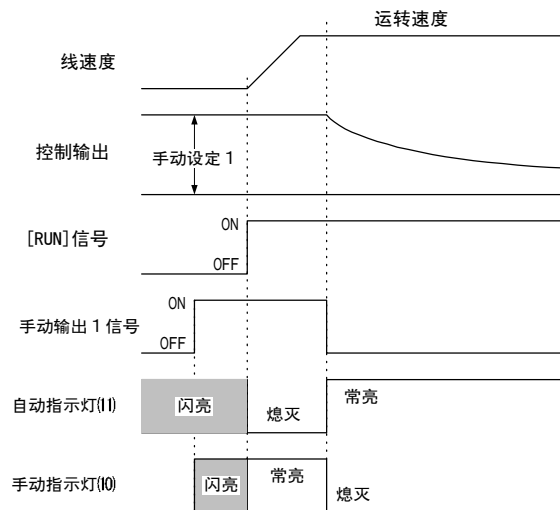 运转速度
线速度
控制输出
手动设定1
[RUN]信号
ON
OFF
手动输出1信号
ON
OFF
自动指示灯(11)
闪亮
熄灭
常亮
手动指示灯(10)
闪亮
常亮
熄灭